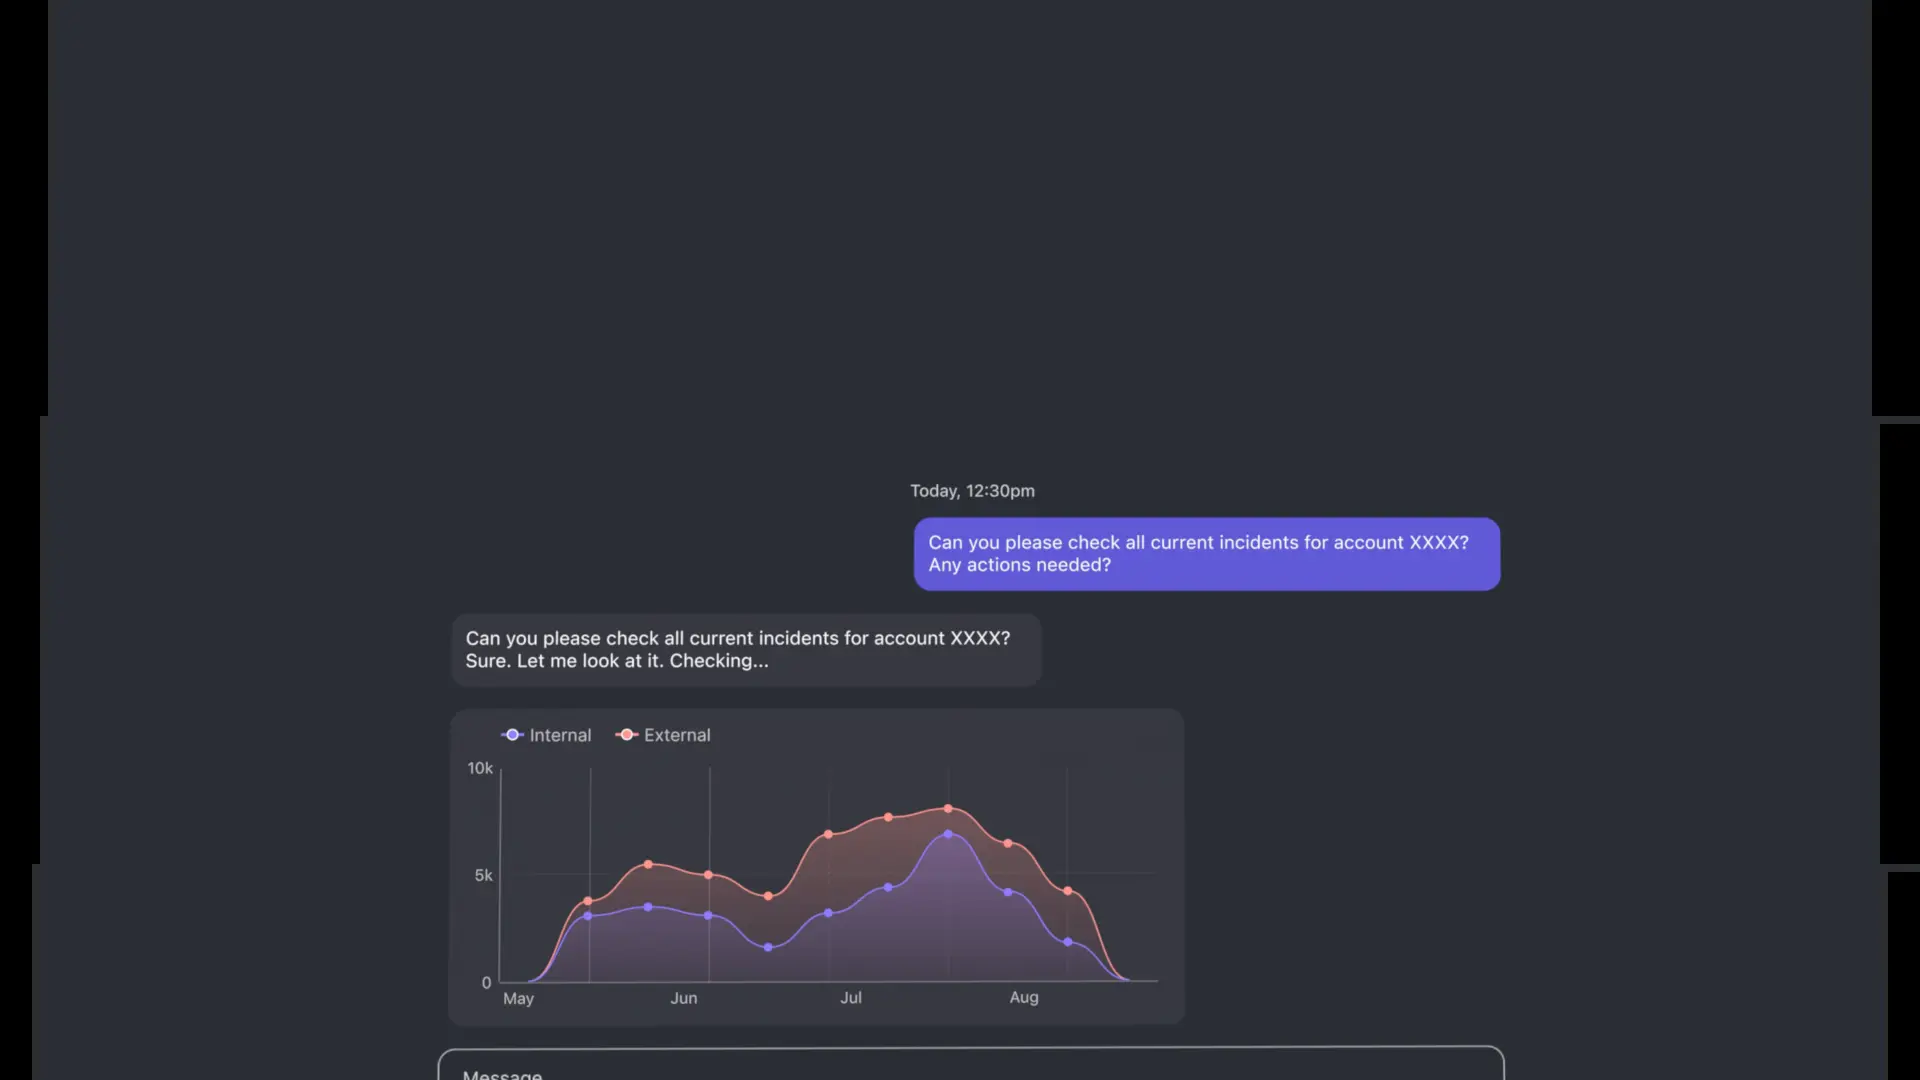 Today, 12:30pm
Can you please check all current incidents for account XXXX?
Any actions needed?
Can you please check all current incidents for account XXXX?
Sure. Let me look at it. Checking...
Internal External
10k
5k
0
May Jun Jul Aug
Message